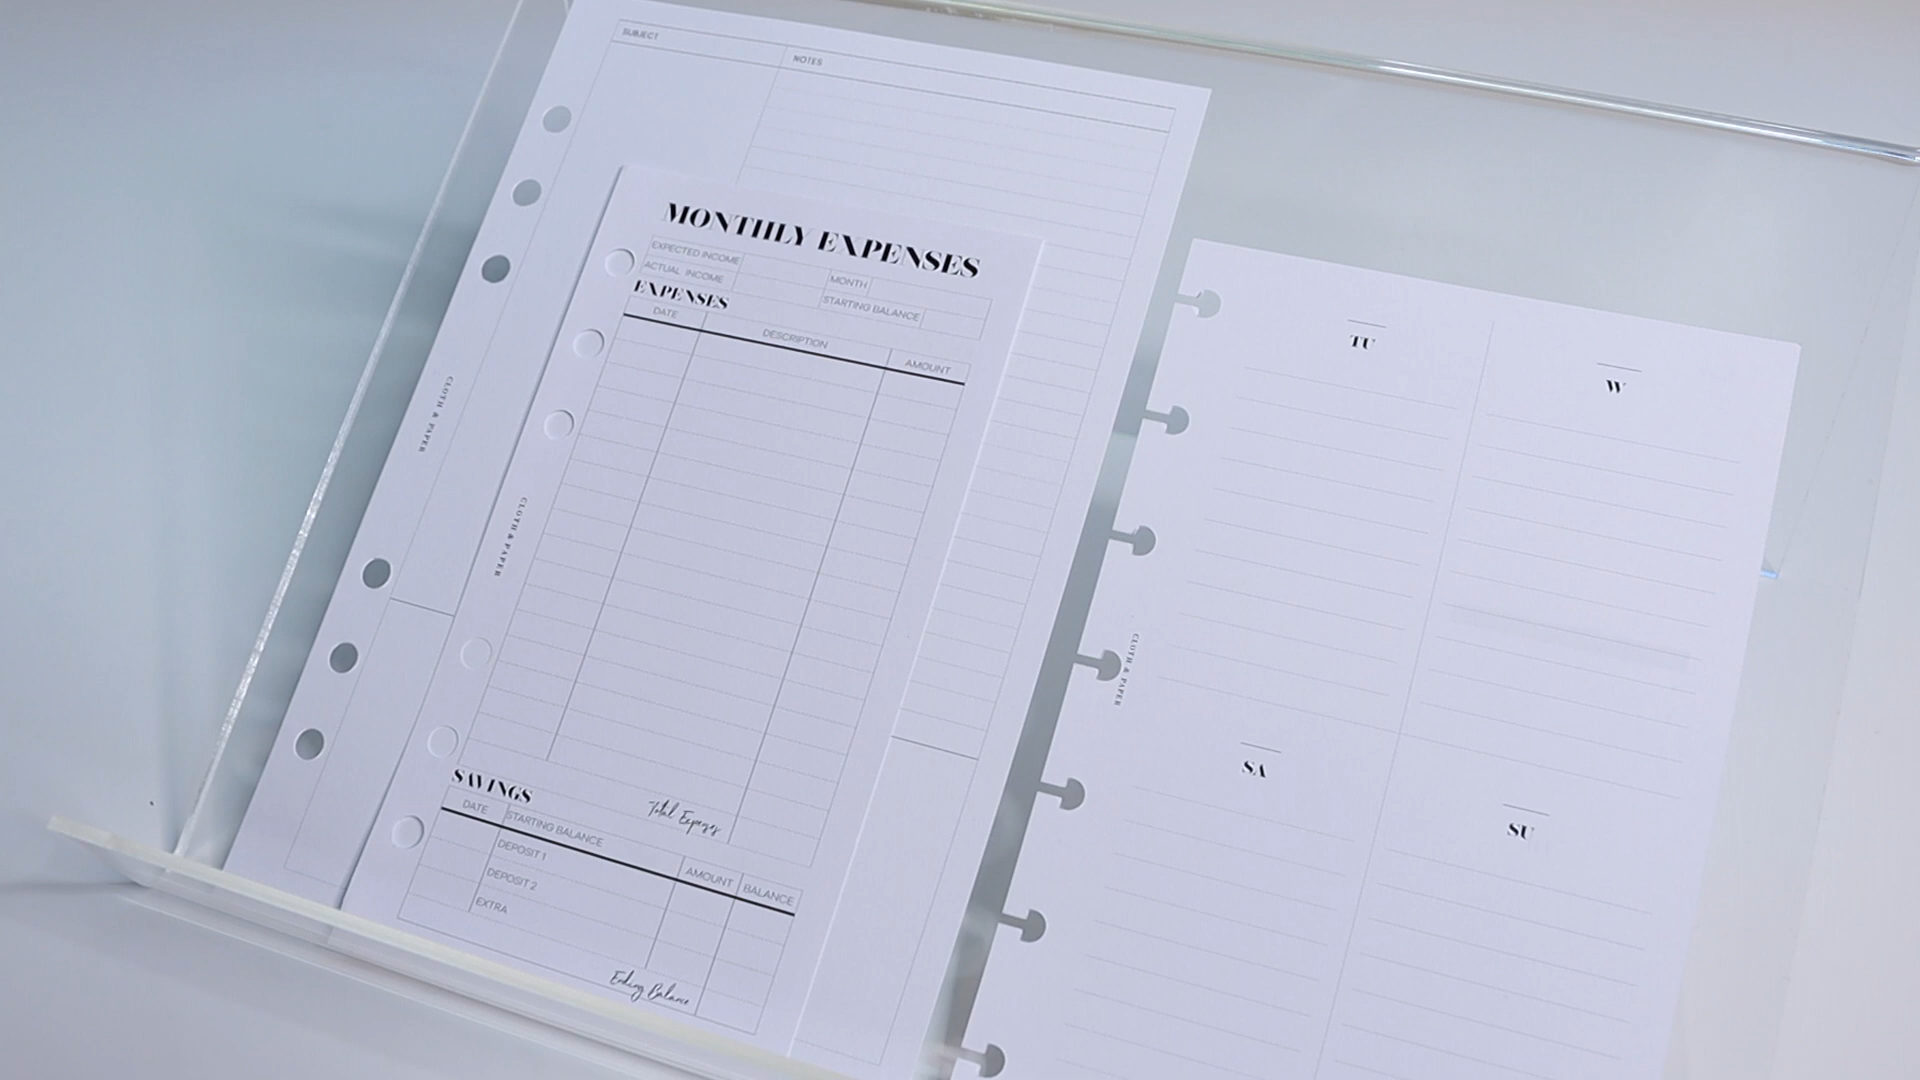 SUBJECT
NOTES
CLOTH & PAPER
MONTHLY EXPENSES
EXPECTED INCOME
ACTUAL INCOME
MONTH
STARTING BALANCE
EXPENSES
DATE DESCRIPTION AMOUNT
CLOTH & PAPER
Total Expenses
SAVINGS
DATE STARTING BALANCE AMOUNT BALANCE
DEPOSIT 1
DEPOSIT 2
EXTRA
Ending Balance
TU
W
CLOTH & PAPER
SA
SU